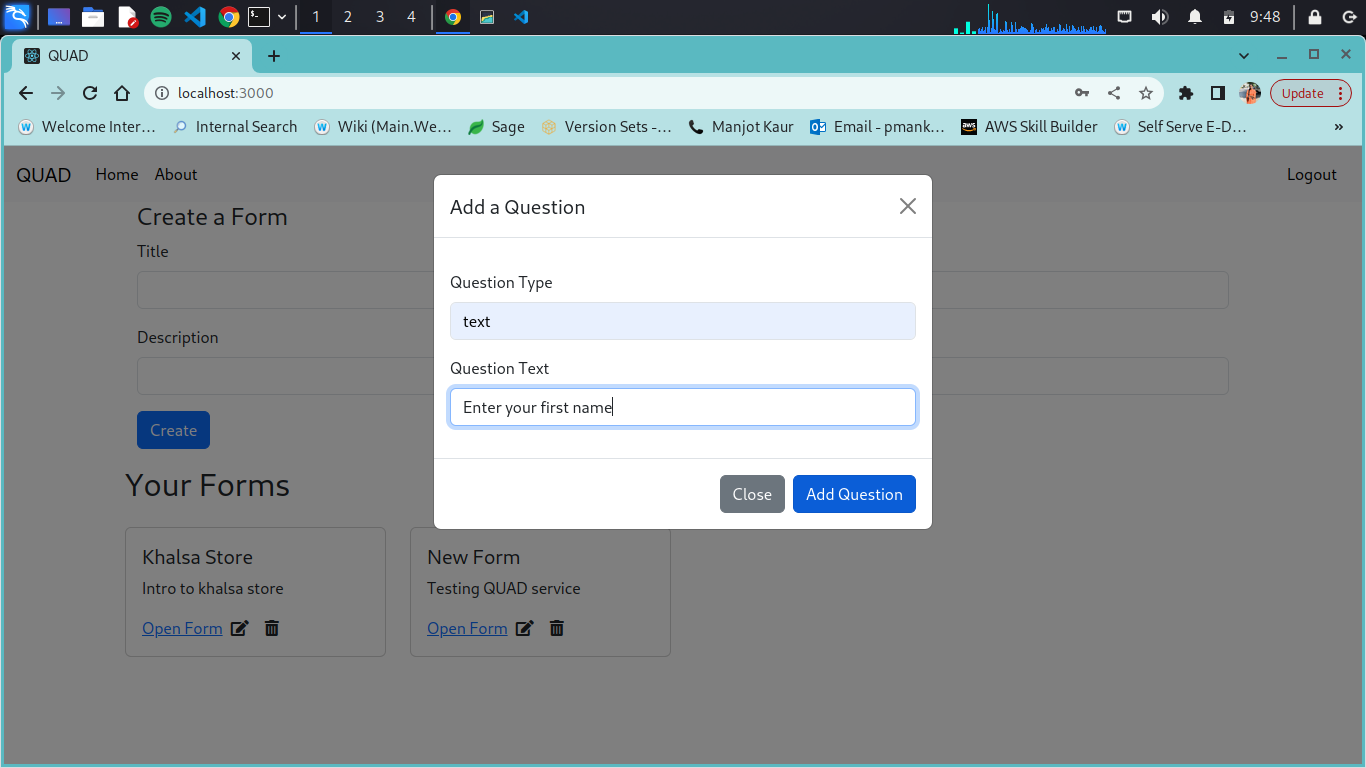 1 2 3 4 9:48
QUAD
localhost:3000 Update
Welcome Inter... Internal Search Wiki (Main.We... Sage Version Sets -... Manjot Kaur Email - pmank... aws AWS Skill Builder Self Serve E-D... »
QUAD Home About Logout
Create a Form
Title
Description
Create
Add a Question
Question Type
text
Question Text
Enter your first name
Close Add Question
Your Forms
Khalsa Store
Intro to khalsa store
Open Form
New Form
Testing QUAD service
Open Form